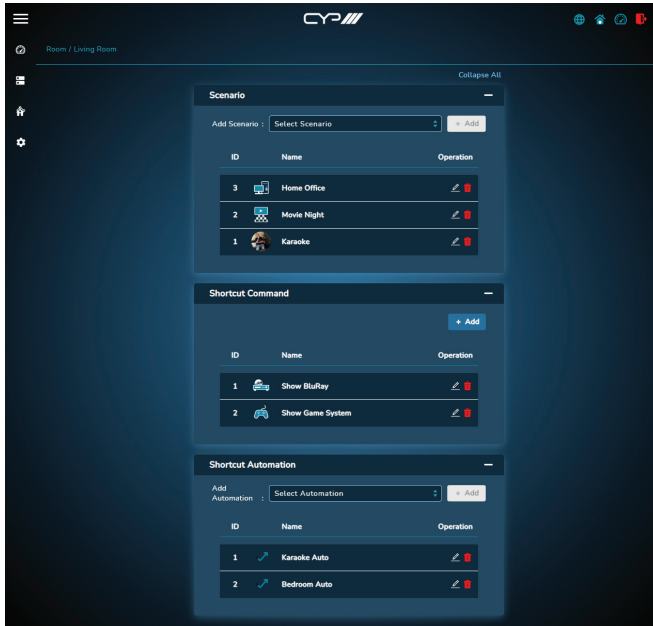 CYP
Room / Living Room
Collapse All
Scenario
Add Scenario : Select Scenario + Add
ID Name Operation
3 Home Office
2 Movie Night
1 Karaoke
Shortcut Command
+ Add
ID Name Operation
1 Show BluRay
2 Show Game System
Shortcut Automation
Add
Automation : Select Automation + Add
ID Name Operation
1 Karaoke Auto
2 Bedroom Auto